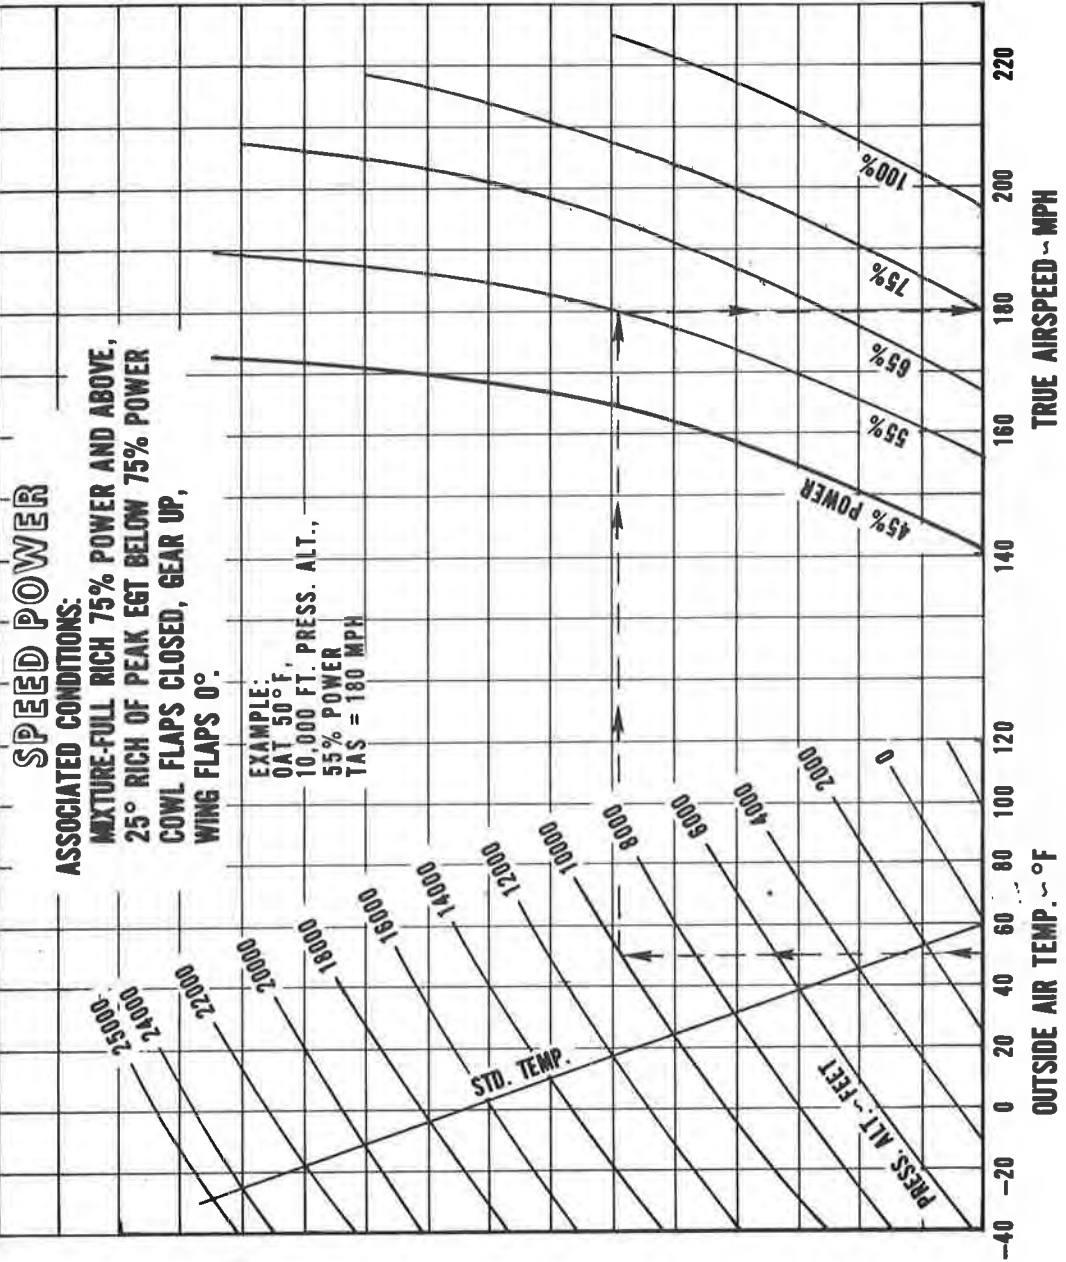 SPEED POWER
ASSOCIATED CONDITIONS:
MIXTURE-FULL RICH 75% POWER AND ABOVE,
25° RICH OF PEAK EGT BELOW 75% POWER
COWL FLAPS CLOSED, GEAR UP,
WING FLAPS 0°.
EXAMPLE:
OAT 50°F,
10,000 FT. PRESS. ALT.,
55% POWER
TAS = 180 MPH
25000
24000
22000
20000
18000
16000
14000
12000
10000
8000
6000
4000
2000
0
STD. TEMP.
PRESS. ALT.~FEET
45% POWER
55%
65%
75%
100%
-40 -20 0 20 40 60 80 100 120
OUTSIDE AIR TEMP.~°F
140 160 180 200 220
TRUE AIRSPEED~MPH